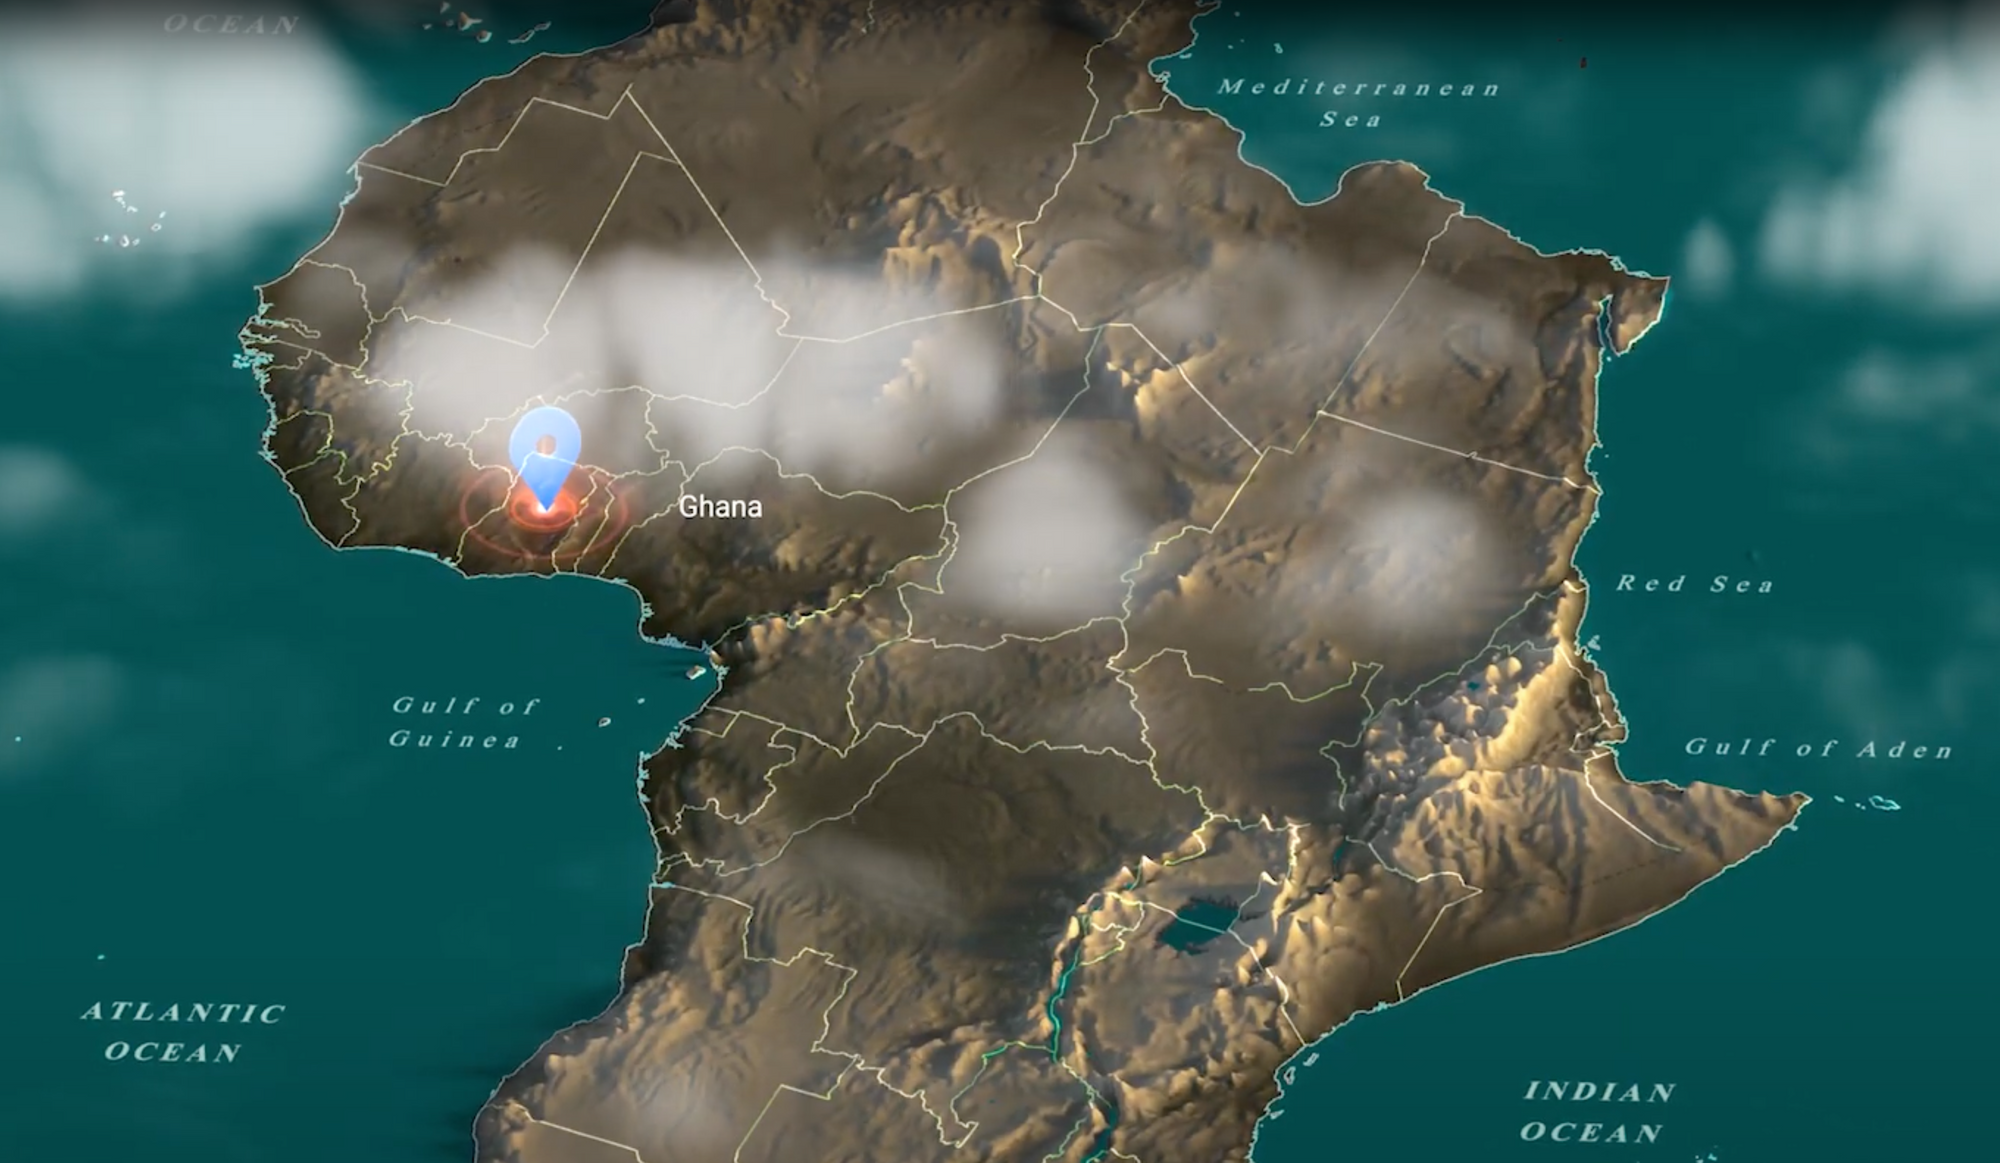 OCEAN
Mediterranean
Sea
Ghana
Red Sea
Gulf of
Guinea
Gulf of Aden
ATLANTIC
OCEAN
INDIAN
OCEAN